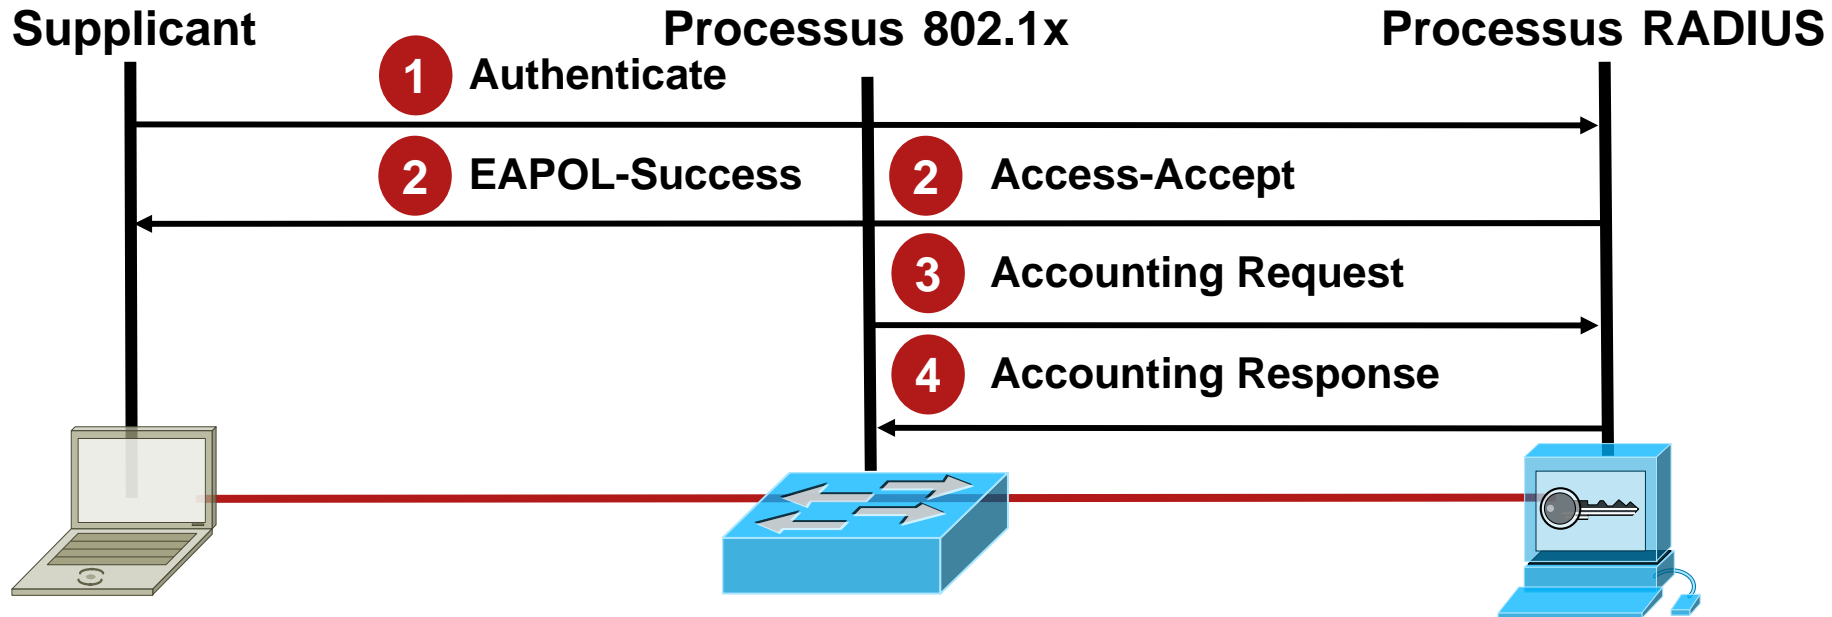 Supplicant
Processus 802.1x
Processus RADIUS
1 Authenticate
2 EAPOL-Success
2 Access-Accept
3 Accounting Request
4 Accounting Response